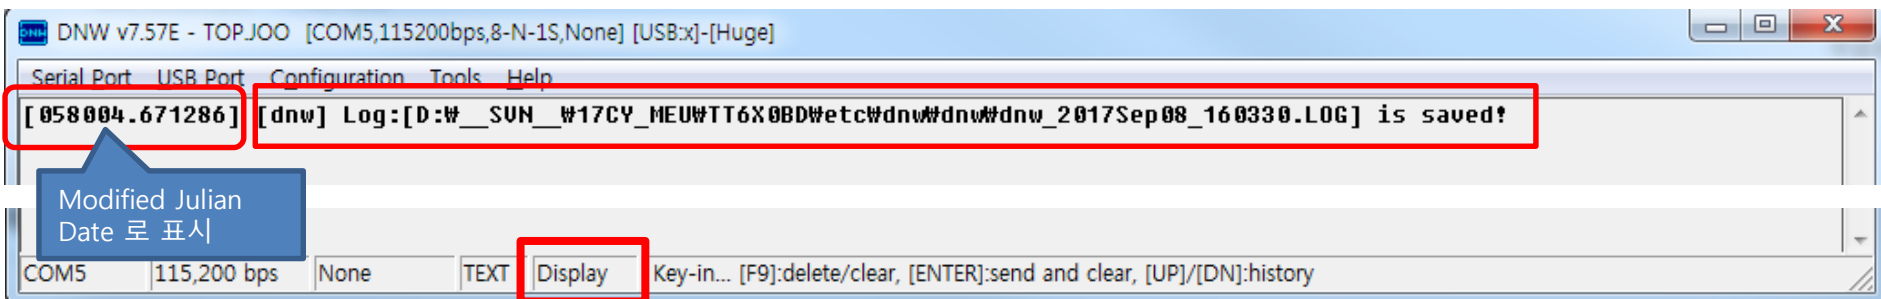 DNW v7.57E - TOP.JOO [COM5,115200bps,8-N-1S,None] [USB:x]-[Huge]
Serial Port USB Port Configuration Tools Help
[058004.671286] [dnw] Log:[D:₩__SVN__₩17CY_MEU₩TT6X0BD₩etc₩dnw₩dnw₩dnw_2017Sep08_160330.LOG] is saved!
Modified Julian
Date 로 표시
COM5 115,200 bps None TEXT Display Key-in... [F9]:delete/clear, [ENTER]:send and clear, [UP]/[DN]:history